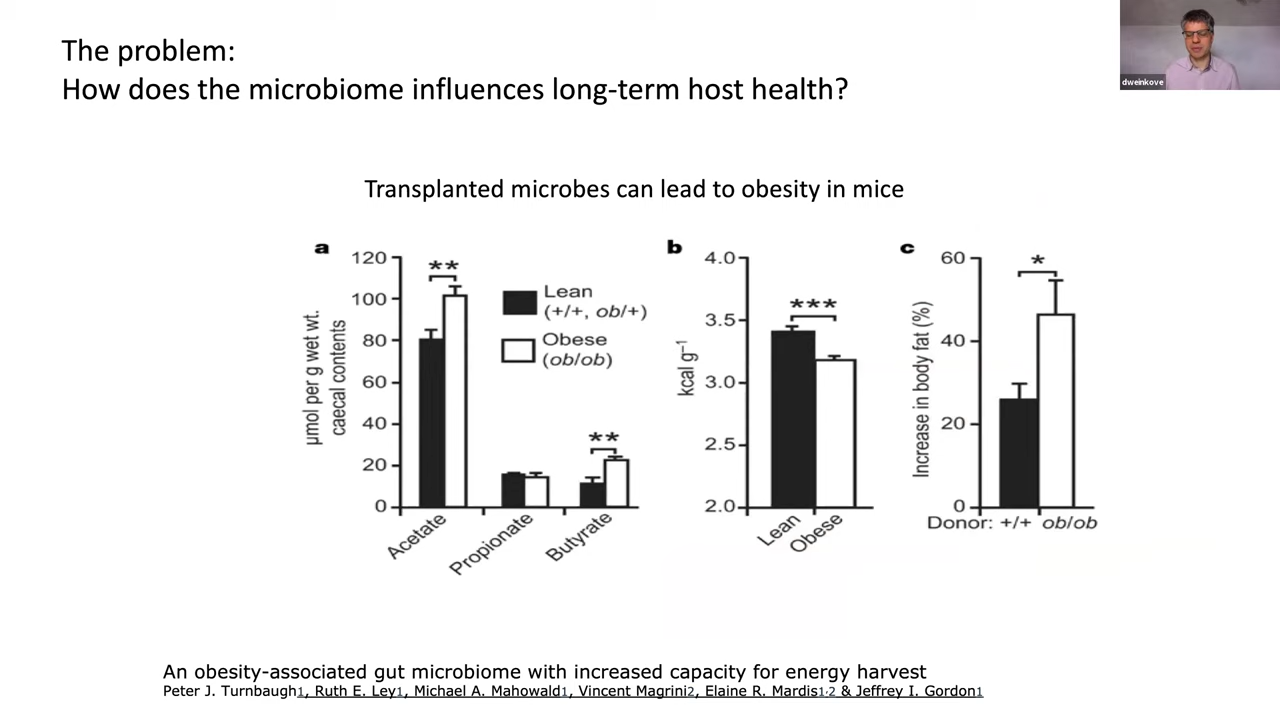 The problem:
How does the microbiome influences long-term host health?
dweinkove
Transplanted microbes can lead to obesity in mice
a
120
100
80
60
40
20
0
µmol per g wet wt.
caecal contents
**
**
Lean
(+/+, ob/+)
Obese
(ob/ob)
Acetate
Propionate
Butyrate
b
4.0
3.5
3.0
2.5
2.0
kcal g⁻¹
***
Lean
Obese
c
60
40
20
0
Increase in body fat (%)
*
Donor: +/+ ob/ob
An obesity-associated gut microbiome with increased capacity for energy harvest
Peter J. Turnbaugh1, Ruth E. Ley1, Michael A. Mahowald1, Vincent Magrini2, Elaine R. Mardis1,2 & Jeffrey I. Gordon1